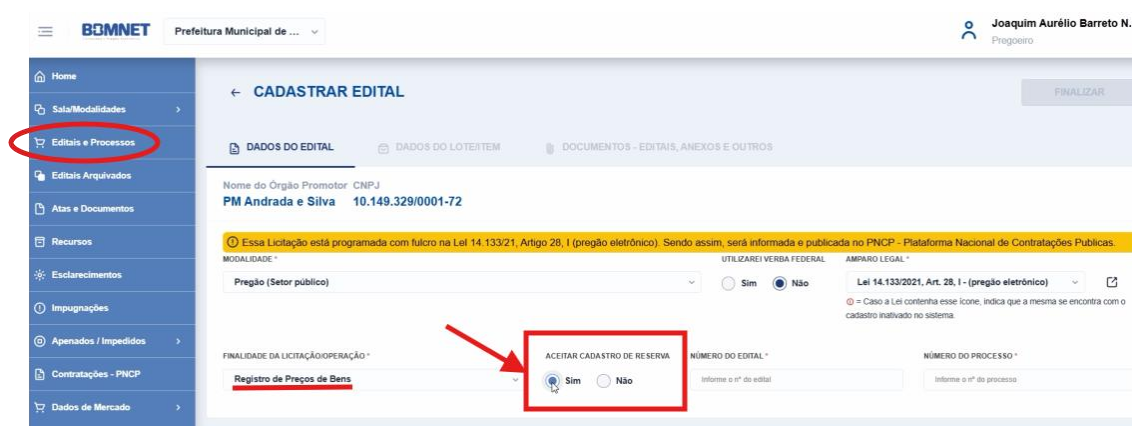 BBMNET
Prefeitura Municipal de ...
Joaquim Aurélio Barreto N.
Pregoeiro
Home
Sala/Modalidades
Editais e Processos
Editais Arquivados
Atas e Documentos
Recursos
Esclarecimentos
Impugnações
Apenados / Impedidos
Contratações - PNCP
Dados de Mercado
← CADASTRAR EDITAL
FINALIZAR
DADOS DO EDITAL
DADOS DO LOTE/ITEM
DOCUMENTOS - EDITAIS, ANEXOS E OUTROS
Nome do Órgão Promotor CNPJ
PM Andrada e Silva 10.149.329/0001-72
Essa Licitação está programada com fulcro na Lei 14.133/21, Artigo 28, I (pregão eletrônico). Sendo assim, será informada e publicada no PNCP - Plataforma Nacional de Contratações Publicas.
MODALIDADE *
UTILIZAREI VERBA FEDERAL
AMPARO LEGAL *
Pregão (Setor público)
Sim
Não
Lei 14.133/2021, Art. 28, I - (pregão eletrônico)
= Caso a Lei contenha esse ícone, indica que a mesma se encontra com o
cadastro inativado no sistema.
FINALIDADE DA LICITAÇÃO/OPERAÇÃO *
ACEITAR CADASTRO DE RESERVA
NÚMERO DO EDITAL *
NÚMERO DO PROCESSO *
Registro de Preços de Bens
Sim
Não
Informe o nº do edital
Informe o nº do processo